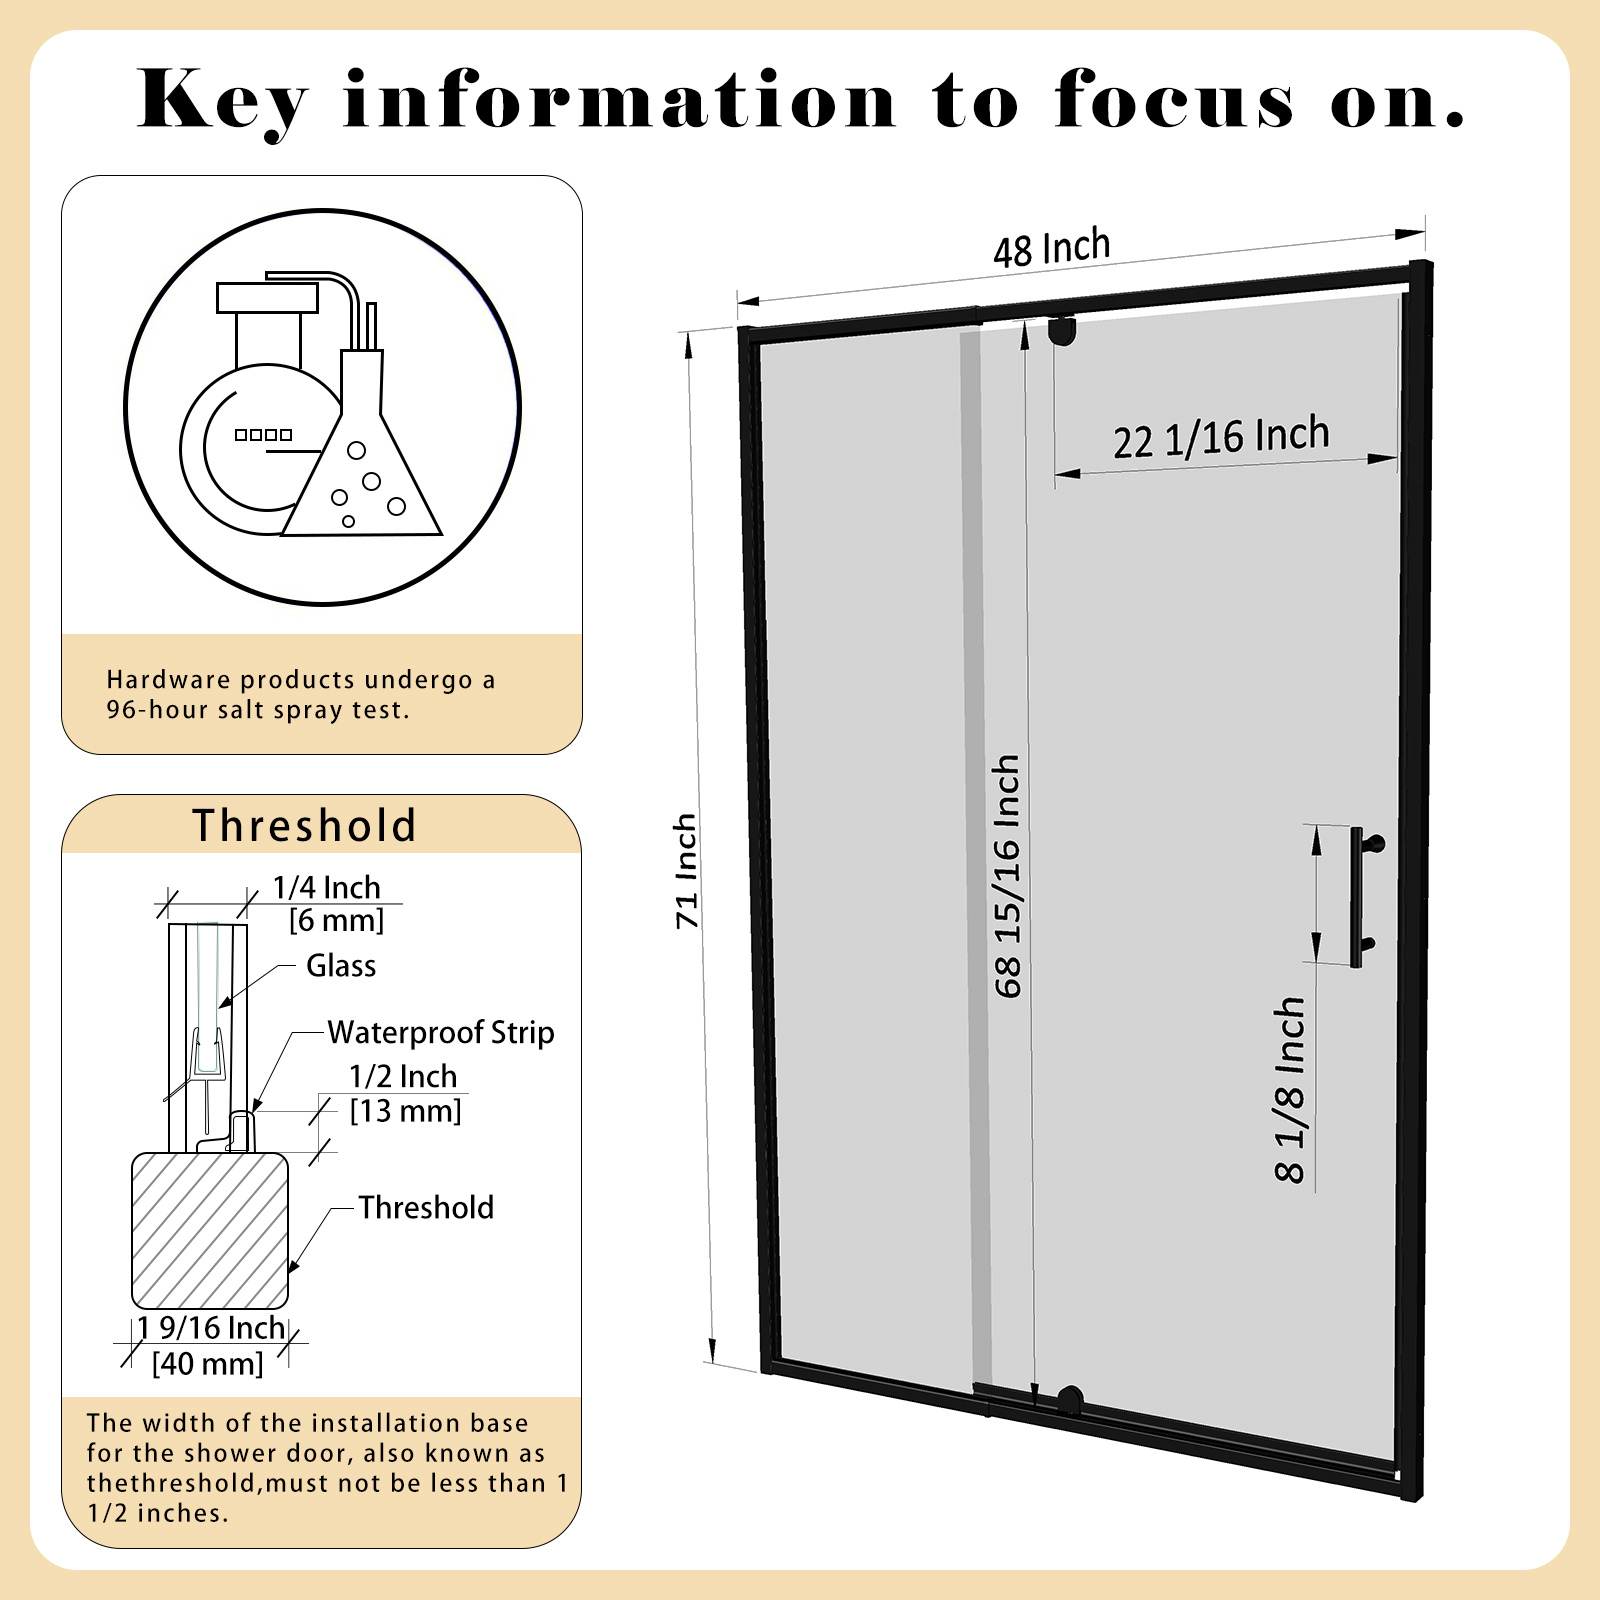 Key information to focus on.
Hardware products undergo a
96-hour salt spray test.
Threshold
1/4 Inch
[6 mm]
Glass
Waterproof Strip
1/2 Inch
[13 mm]
Threshold
1 9/16 Inch
[40 mm]
The width of the installation base
for the shower door, also known as
thethreshold,must not be less than 1
1/2 inches.
48 Inch
22 1/16 Inch
71 Inch
68 15/16 Inch
8 1/8 Inch